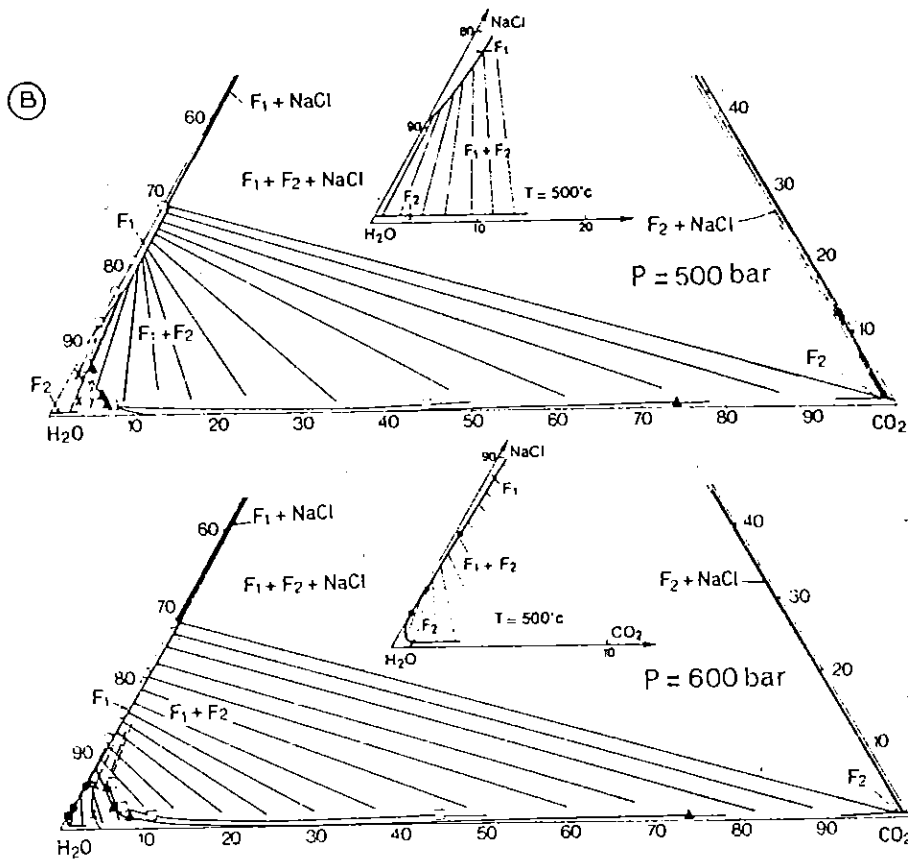 B
80 NaCl
F₁
90
F₁ + F₂
F₂
T = 500°c
H₂O 10 20
F₁ + NaCl
60
F₁ + F₂ + NaCl
70
F₁
80
F₁ + F₂
90
F₂
40
30
F₂ + NaCl
20
P = 500 bar
10
F₂
H₂O 10 20 30 40 50 60 70 80 90 CO₂
90 NaCl
F₁
F₁ + F₂
F₂
T = 500°c
CO₂
H₂O 10
60
F₁ + NaCl
F₁ + F₂ + NaCl
70
80
F₁
F₁ + F₂
90
40
F₂ + NaCl
30
20
P = 600 bar
10
F₂
H₂O 10 20 30 40 50 60 70 80 90 CO₂